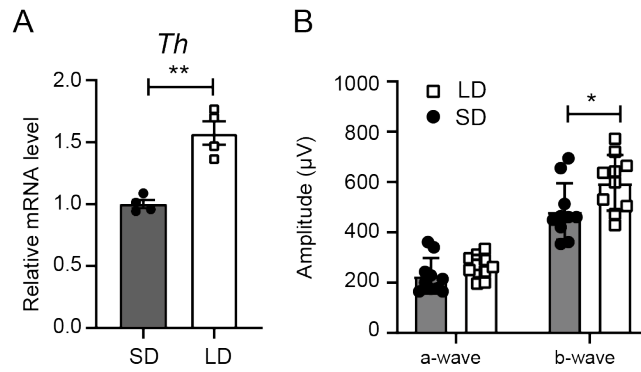 A
Th
**
Relative mRNA level
2.0
1.5
1.0
0.5
0.0
SD
LD
B
LD
SD
*
Amplitude (µV)
1000
800
600
400
200
0
a-wave
b-wave